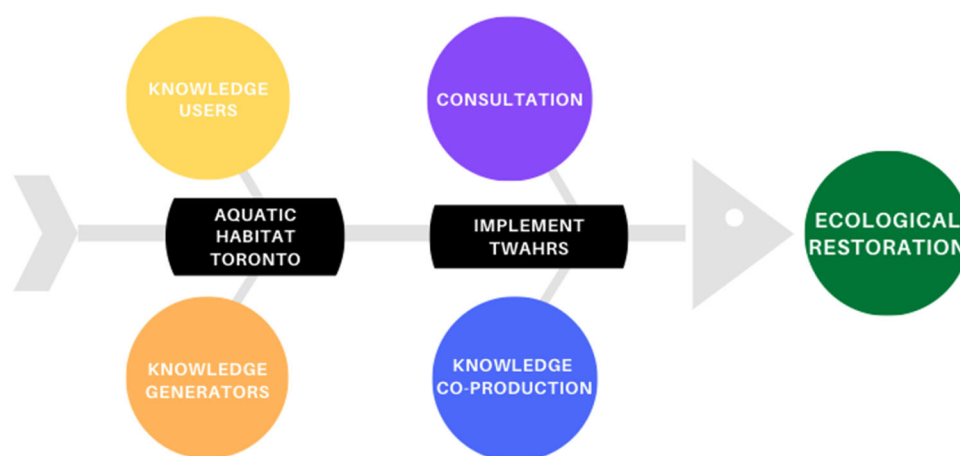 KNOWLEDGE
USERS
CONSULTATION
AQUATIC
HABITAT
TORONTO
IMPLEMENT
TWAHRS
ECOLOGICAL
RESTORATION
KNOWLEDGE
GENERATORS
KNOWLEDGE
CO-PRODUCTION